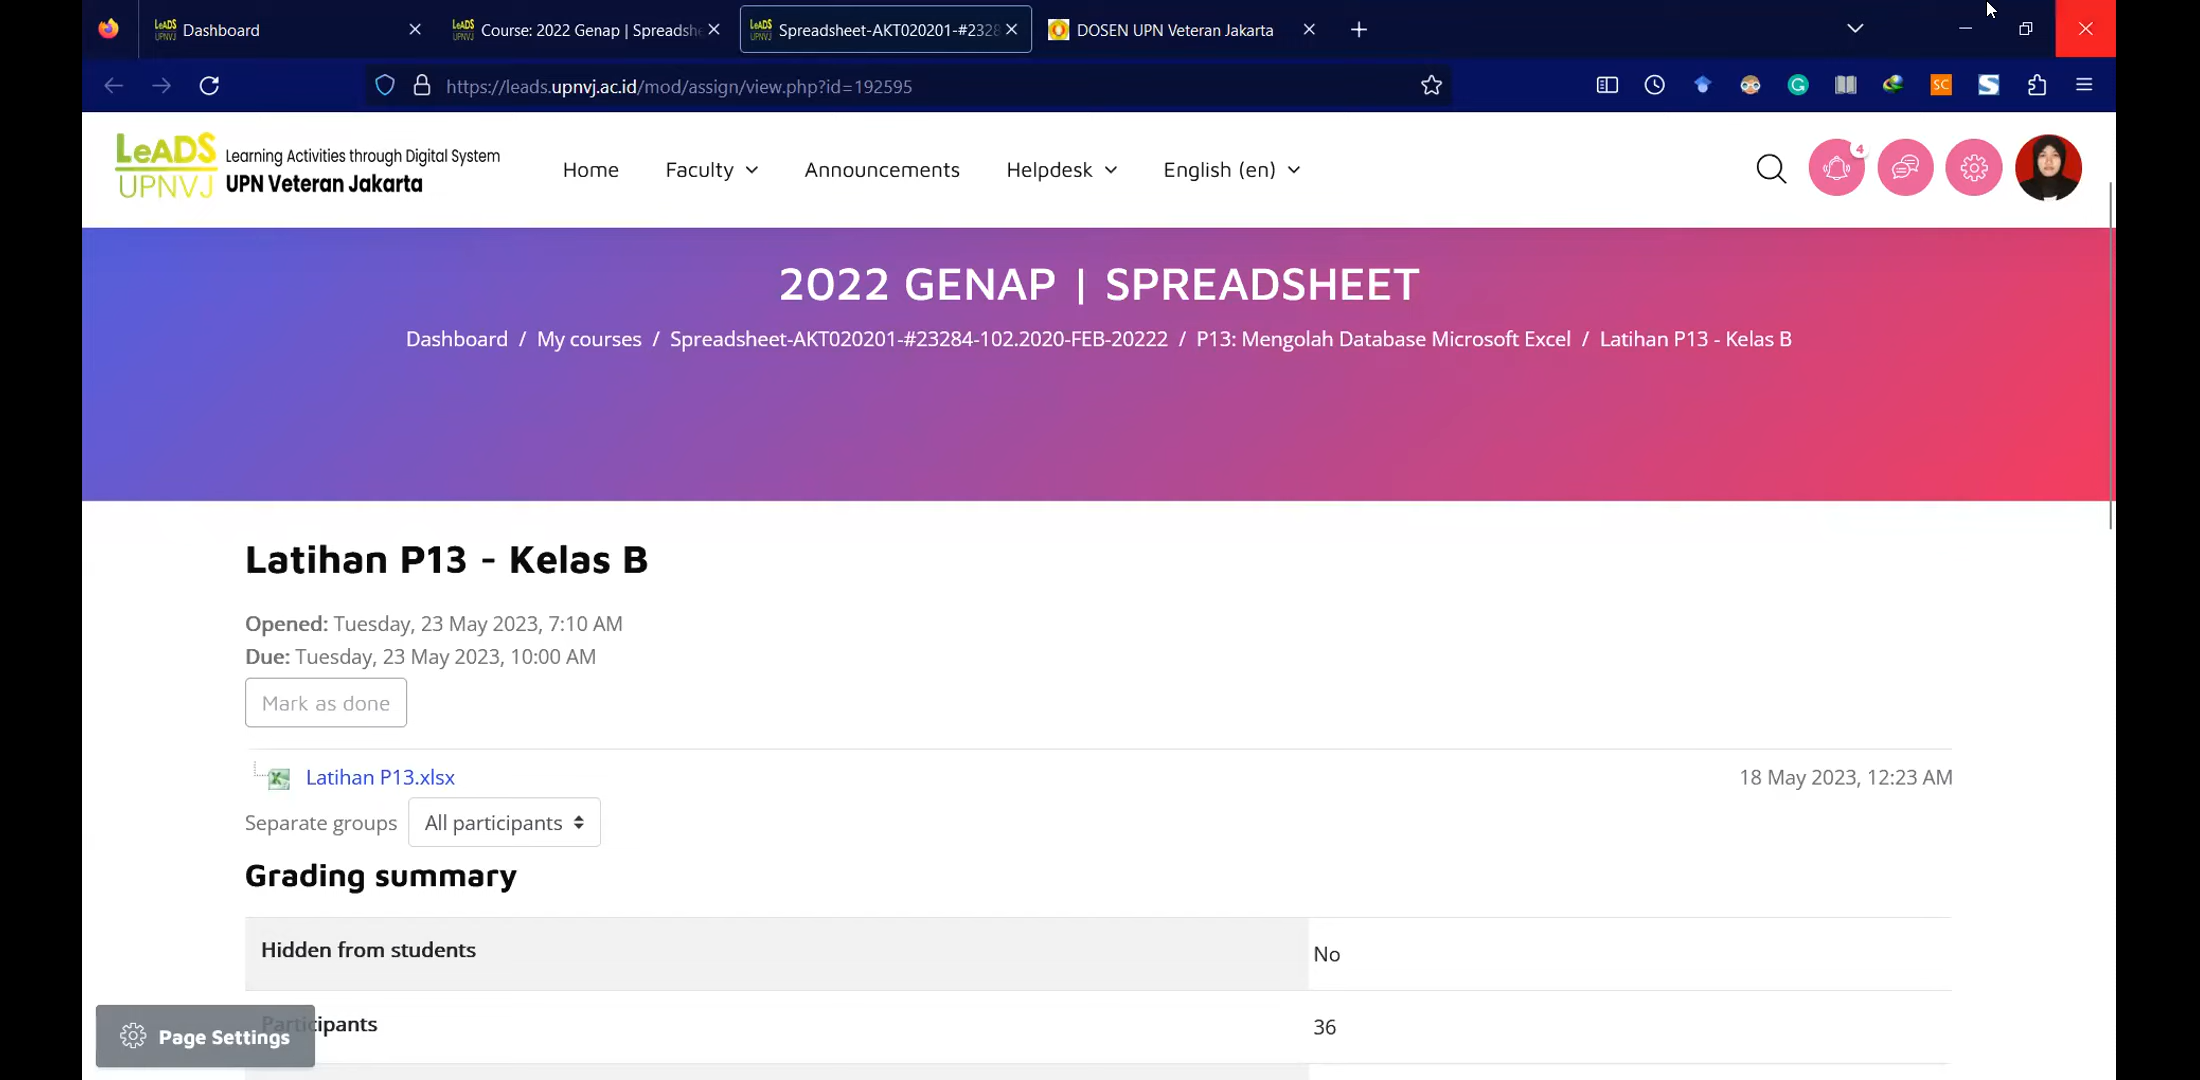 Dashboard
Course: 2022 Genap | Spreadsh
Spreadsheet-AKT020201-#2328
DOSEN UPN Veteran Jakarta
https://leads.upnvj.ac.id/mod/assign/view.php?id=192595
SC
LeADS
UPNVJ
Learning Activities through Digital System
UPN Veteran Jakarta
Home
Faculty
Announcements
Helpdesk
English (en)
4
2022 GENAP | SPREADSHEET
Dashboard / My courses / Spreadsheet-AKT020201-#23284-102.2020-FEB-20222 / P13: Mengolah Database Microsoft Excel / Latihan P13 - Kelas B
Latihan P13 - Kelas B
Opened: Tuesday, 23 May 2023, 7:10 AM
Due: Tuesday, 23 May 2023, 10:00 AM
Mark as done
Latihan P13.xlsx
18 May 2023, 12:23 AM
Separate groups
All participants
Grading summary
Hidden from students
No
Participants
36
Page Settings